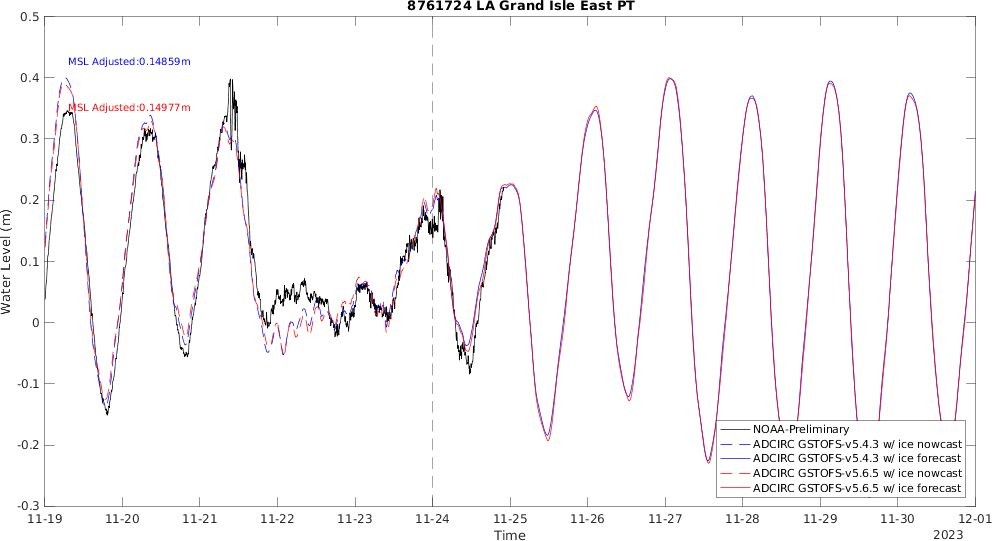 8761724 LA Grand Isle East PT
0.5
MSL Adjusted:0.14859m
0.4
MSL Adjusted:0.14977m
0.3
0.2
0.1
Water Level (m)
0
-0.1
-0.2
-0.3
NOAA-Preliminary
ADCIRC GSTOFS-v5.4.3 w/ ice nowcast
ADCIRC GSTOFS-v5.4.3 w/ ice forecast
ADCIRC GSTOFS-v5.6.5 w/ ice nowcast
ADCIRC GSTOFS-v5.6.5 w/ ice forecast
11-19 11-20 11-21 11-22 11-23 11-24 11-25 11-26 11-27 11-28 11-29 11-30 12-01
Time
2023